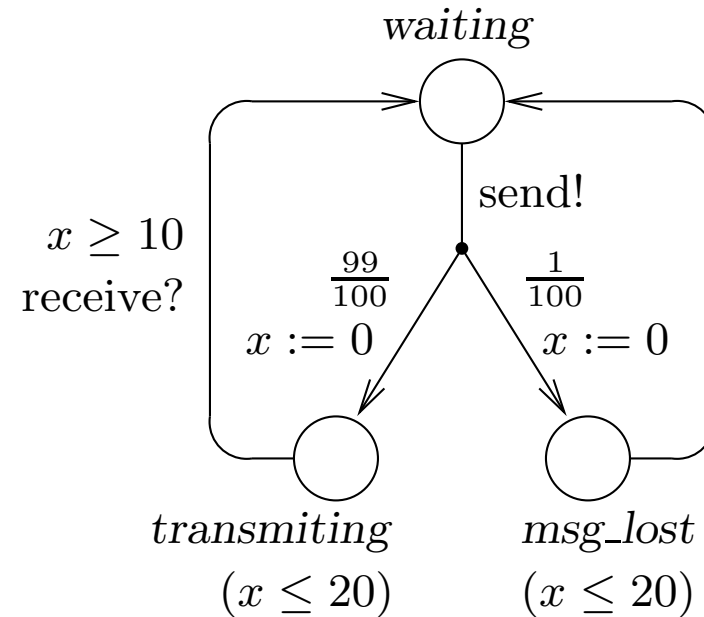 waiting
send!
x ≥ 10
receive?
99/100
1/100
x := 0
x := 0
transmiting
msg_lost
(x ≤ 20)
(x ≤ 20)